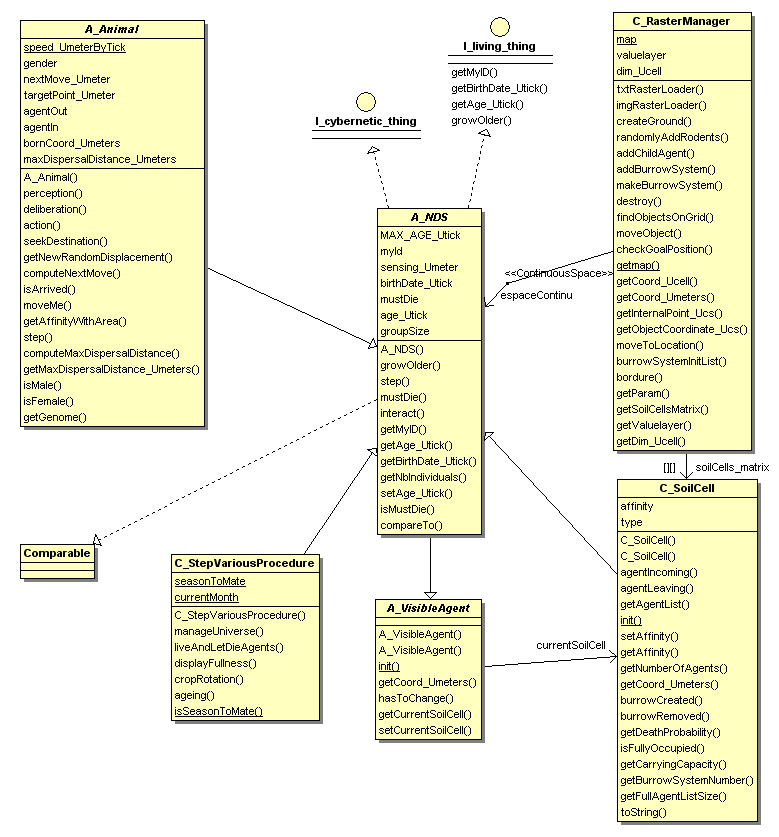 A_Animal
speed_UmeterByTick
gender
nextMove_Umeter
targetPoint_Umeter
agentOut
agentIn
bornCoord_Umeters
maxDispersalDistance_Umeters
A_Animal()
perception()
deliberation()
action()
seekDestination()
getNewRandomDisplacement()
computeNextMove()
isArrived()
moveMe()
getAffinityWithArea()
step()
computeMaxDispersalDistance()
getMaxDispersalDistance_Umeters()
isMale()
isFemale()
getGenome()
I_cybernetic_thing
I_living_thing
getMyID()
getBirthDate_Utick()
getAge_Utick()
growOlder()
C_RasterManager
map
valuelayer
dim_Ucell
txtRasterLoader()
imgRasterLoader()
createGround()
randomlyAddRodents()
addChildAgent()
addBurrowSystem()
makeBurrowSystem()
destroy()
findObjectsOnGrid()
moveObject()
checkGoalPosition()
getmap()
getCoord_Ucell()
getCoord_Umeters()
getInternalPoint_Ucs()
getObjectCoordinate_Ucs()
moveToLocation()
burrowSystemInitList()
bordure()
getParam()
getSoilCellsMatrix()
getValuelayer()
getDim_Ucell()
A_NDS
MAX_AGE_Utick
myId
sensing_Umeter
birthDate_Utick
mustDie
age_Utick
groupSize
A_NDS()
growOlder()
step()
mustDie()
interact()
getMyID()
getAge_Utick()
getBirthDate_Utick()
getNbIndividuals()
setAge_Utick()
isMustDie()
compareTo()
<<ContinuousSpace>>
espaceContinu
[][] soilCells_matrix
Comparable
C_StepVariousProcedure
seasonToMate
currentMonth
C_StepVariousProcedure()
manageUniverse()
liveAndLetDieAgents()
displayFullness()
cropRotation()
ageing()
isSeasonToMate()
A_VisibleAgent
A_VisibleAgent()
A_VisibleAgent()
init()
getCoord_Umeters()
hasToChange()
getCurrentSoilCell()
setCurrentSoilCell()
currentSoilCell
C_SoilCell
affinity
type
C_SoilCell()
C_SoilCell()
agentIncoming()
agentLeaving()
getAgentList()
init()
setAffinity()
getAffinity()
getNumberOfAgents()
getCoord_Umeters()
burrowCreated()
burrowRemoved()
getDeathProbability()
isFullyOccupied()
getCarryingCapacity()
getBurrowSystemNumber()
getFullAgentListSize()
toString()